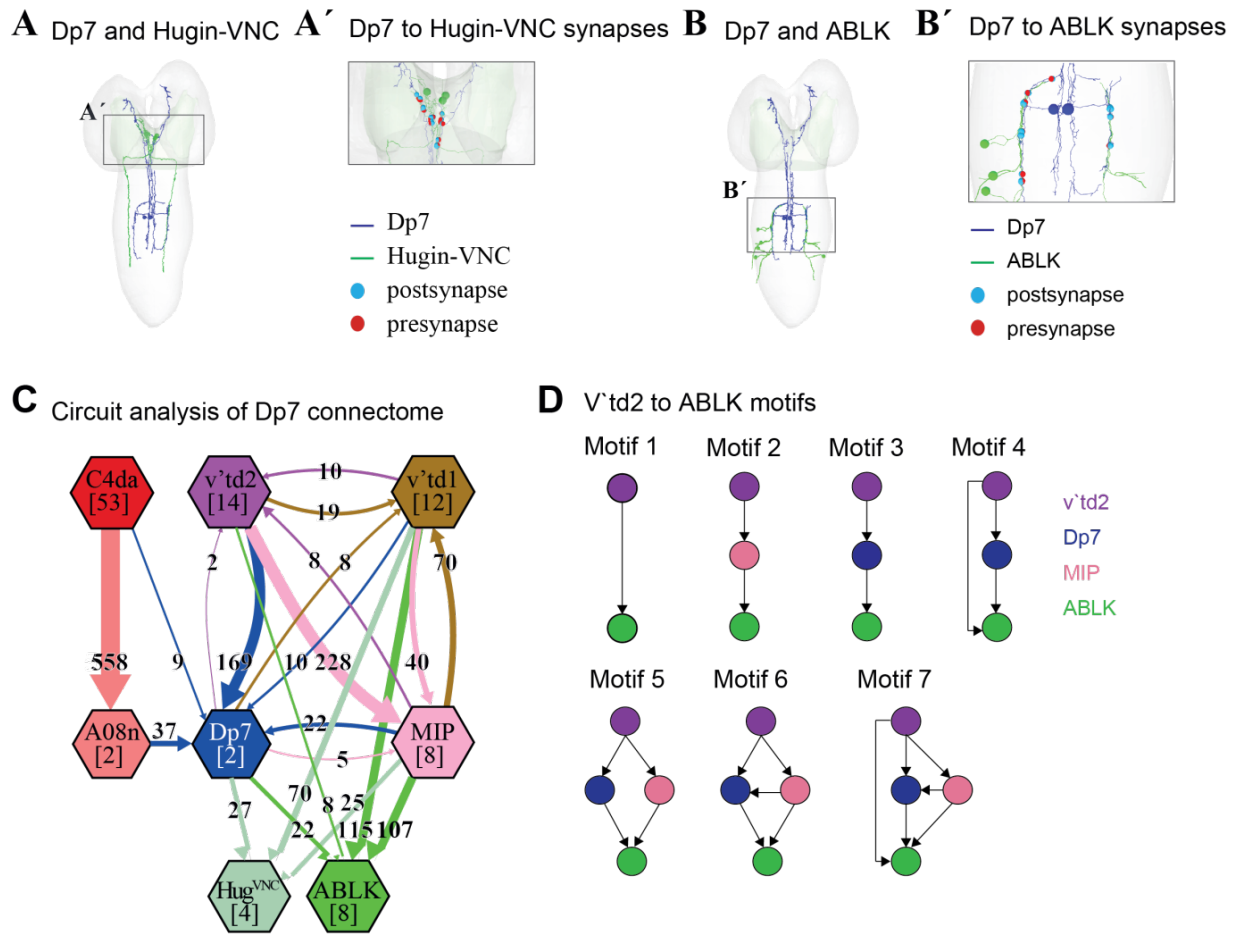 A Dp7 and Hugin-VNC
A´ Dp7 to Hugin-VNC synapses
B Dp7 and ABLK
B´ Dp7 to ABLK synapses
A´
B´
Dp7
Hugin-VNC
postsynapse
presynapse
Dp7
ABLK
postsynapse
presynapse
C Circuit analysis of Dp7 connectome
C4da
[53]
v'td2
[14]
v'td1
[12]
10
19
2
8
8
70
558
9
169
10
228
40
A08n
[2]
37
Dp7
[2]
22
5
MIP
[8]
27
22
70
8
25
115
107
Hug^VNC
[4]
ABLK
[8]
D V`td2 to ABLK motifs
Motif 1
Motif 2
Motif 3
Motif 4
v`td2
Dp7
MIP
ABLK
Motif 5
Motif 6
Motif 7